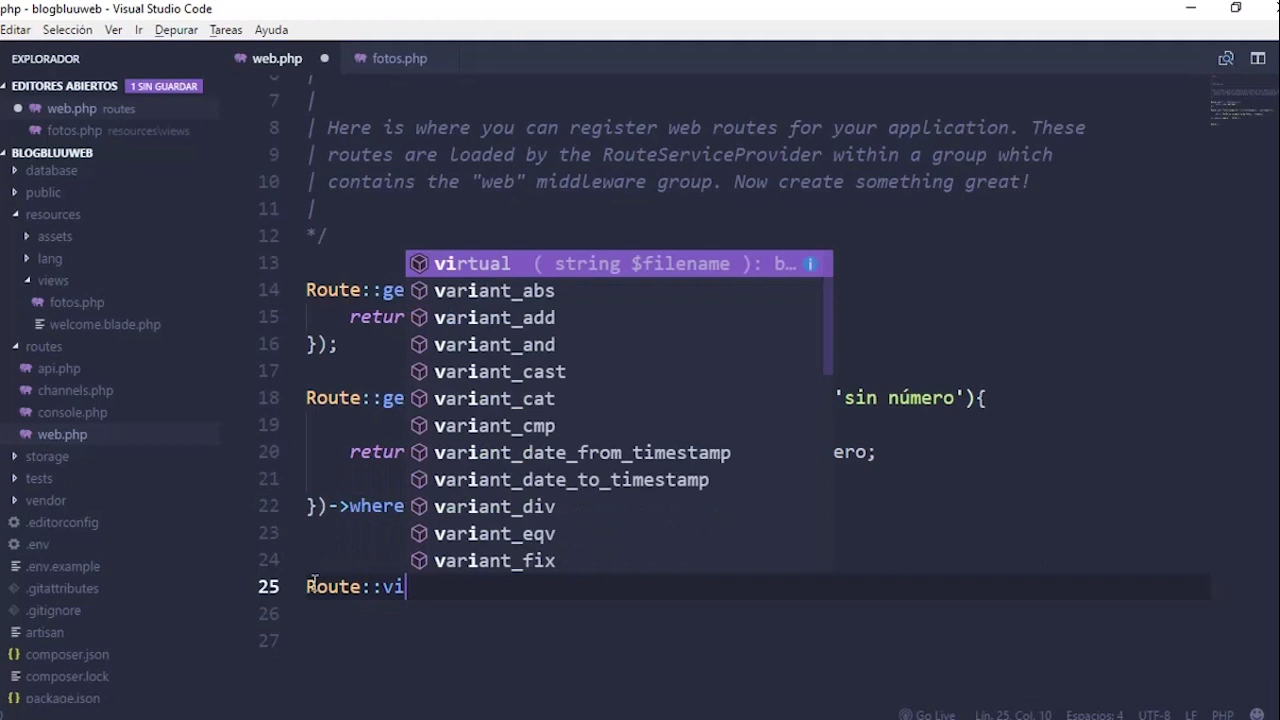 php - blogbluuweb - Visual Studio Code
Editar Selección Ver Ir Depurar Tareas Ayuda
EXPLORADOR
EDITORES ABIERTOS 1 SIN GUARDAR
web.php routes
fotos.php resources\views
BLOGBLUUWEB
database
public
resources
assets
lang
views
fotos.php
welcome.blade.php
routes
api.php
channels.php
console.php
web.php
storage
tests
vendor
.editorconfig
.env
.env.example
.gitattributes
.gitignore
artisan
composer.json
composer.lock
package.json
web.php fotos.php
7 |
8 | Here is where you can register web routes for your application. These
9 | routes are loaded by the RouteServiceProvider within a group which
10 | contains the "web" middleware group. Now create something great!
11 |
12 */
13
14 Route::ge
15 retur
16 });
17
18 Route::ge 'sin número'){
19
20 retur ero;
21
22 })->where
23
24
25 Route::vi
26
27
virtual ( string $filename ): b…
variant_abs
variant_add
variant_and
variant_cast
variant_cat
variant_cmp
variant_date_from_timestamp
variant_date_to_timestamp
variant_div
variant_eqv
variant_fix
Go Live Lín. 25, Col. 10 Espacios: 4 UTF-8 LF PHP